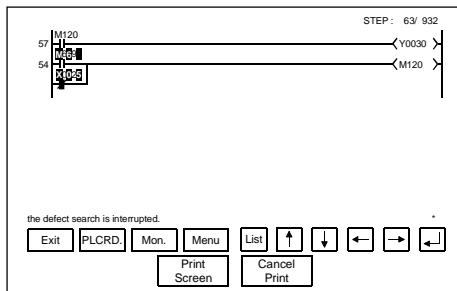 STEP : 63/ 932
M120
57 Y0030
54 M120
the defect search is interrupted. *
Exit PLCRD. Mon. Menu List
Print Screen Cancel Print